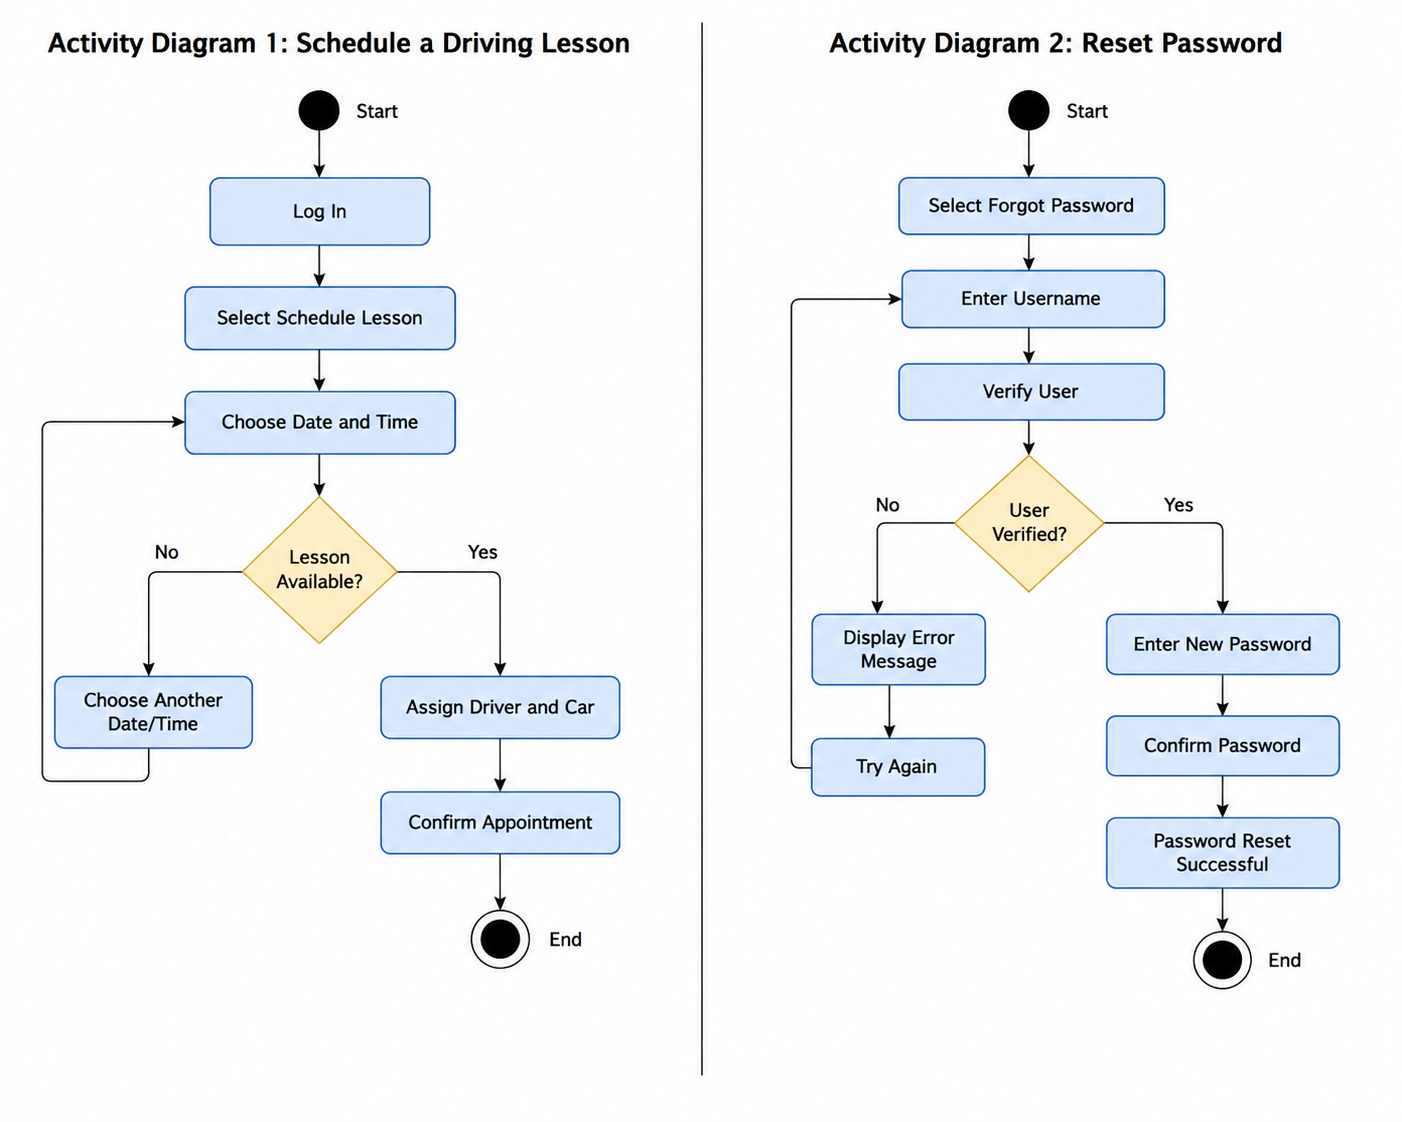 Activity Diagram 1: Schedule a Driving Lesson
Start
Log In
Select Schedule Lesson
Choose Date and Time
Lesson
Available?
No
Yes
Choose Another
Date/Time
Assign Driver and Car
Confirm Appointment
End
Activity Diagram 2: Reset Password
Start
Select Forgot Password
Enter Username
Verify User
User
Verified?
No
Yes
Display Error
Message
Try Again
Enter New Password
Confirm Password
Password Reset
Successful
End